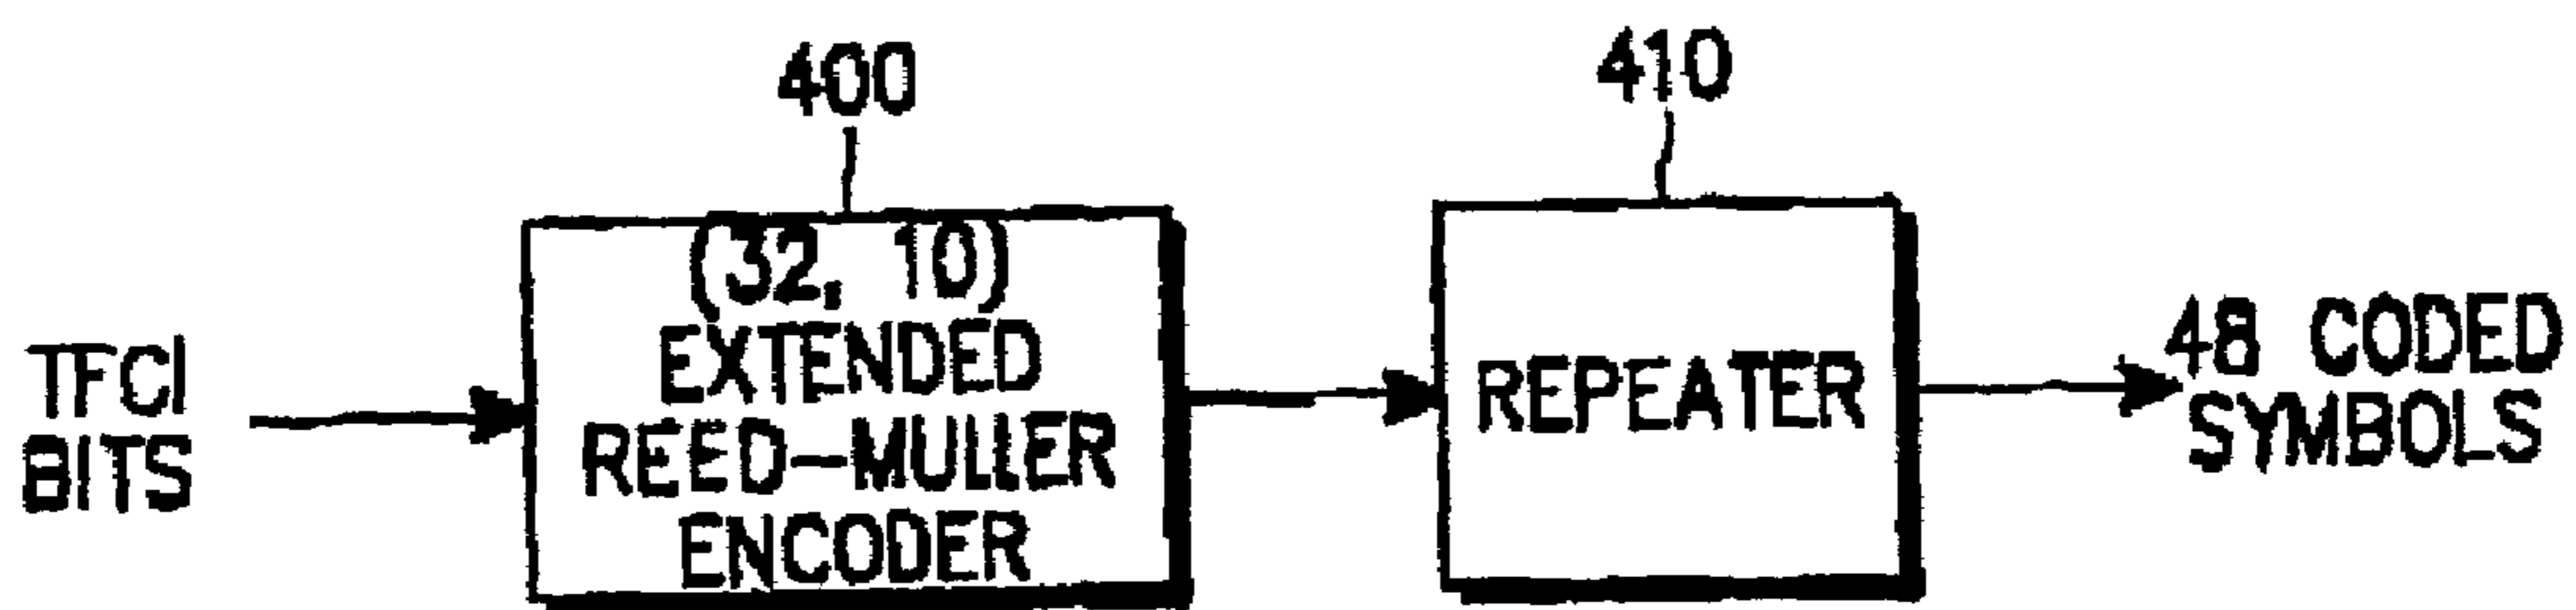 400
410
TFCI
BITS
(32, 10)
EXTENDED
REED-MULLER
ENCODER
REPEATER
48 CODED
SYMBOLS